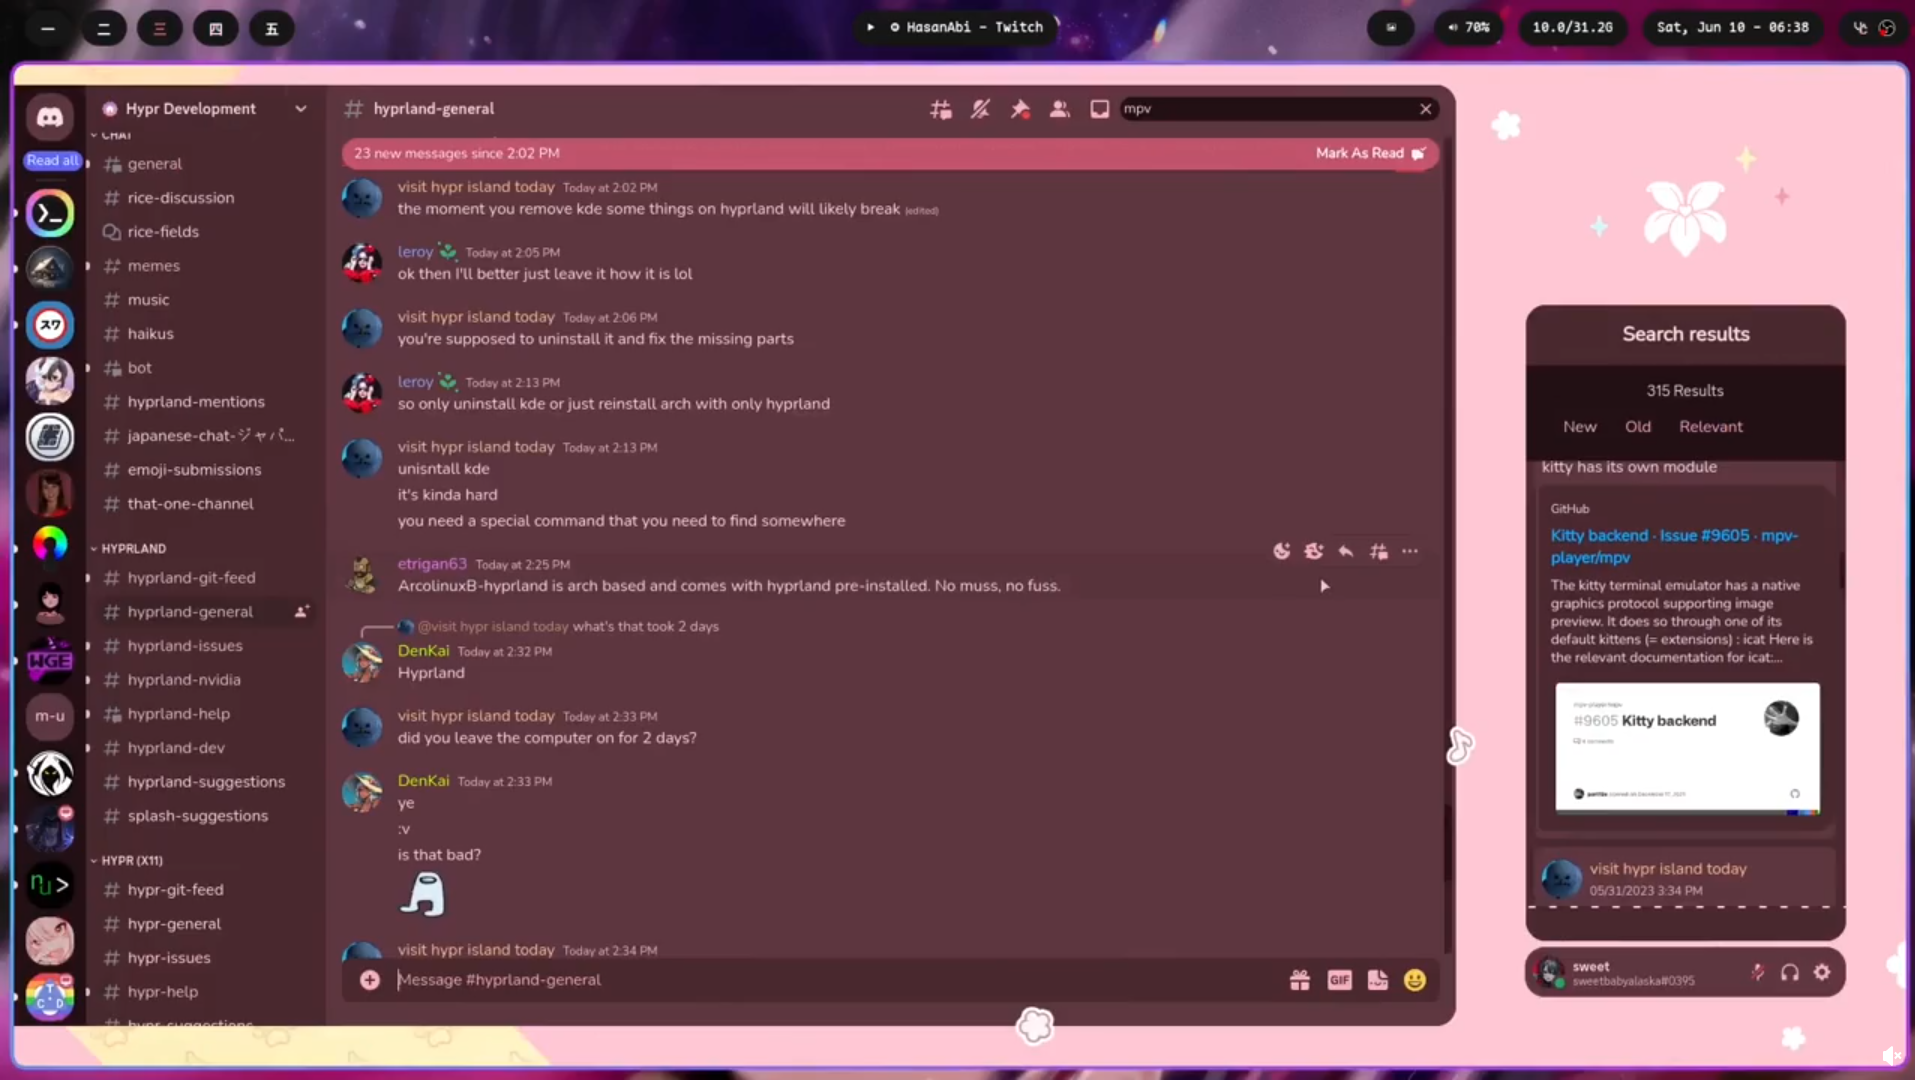 一
二
三
四
五
HasanAbi - Twitch
70%
10.0/31.2G
Sat, Jun 10 - 06:38
Read all
スワ
WGE
m-u
nu>
T
C D
Hypr Development
CHAT
general
rice-discussion
rice-fields
memes
music
haikus
bot
hyprland-mentions
japanese-chat-ジャパ...
emoji-submissions
that-one-channel
HYPRLAND
hyprland-git-feed
hyprland-general
hyprland-issues
hyprland-nvidia
hyprland-help
hyprland-dev
hyprland-suggestions
splash-suggestions
HYPR (X11)
hypr-git-feed
hypr-general
hypr-issues
hypr-help
hypr-suggestions
hyprland-general
mpv
23 new messages since 2:02 PM
Mark As Read
visit hypr island today Today at 2:02 PM
the moment you remove kde some things on hyprland will likely break (edited)
leroy Today at 2:05 PM
ok then I'll better just leave it how it is lol
visit hypr island today Today at 2:06 PM
you're supposed to uninstall it and fix the missing parts
leroy Today at 2:13 PM
so only uninstall kde or just reinstall arch with only hyprland
visit hypr island today Today at 2:13 PM
unisntall kde
it's kinda hard
you need a special command that you need to find somewhere
etrigan63 Today at 2:25 PM
ArcolinuxB-hyprland is arch based and comes with hyprland pre-installed. No muss, no fuss.
@visit hypr island today what's that took 2 days
DenKai Today at 2:32 PM
Hyprland
visit hypr island today Today at 2:33 PM
did you leave the computer on for 2 days?
DenKai Today at 2:33 PM
ye
:v
is that bad?
visit hypr island today Today at 2:34 PM
Message #hyprland-general
GIF
Search results
315 Results
New Old Relevant
kitty has its own module
GitHub
Kitty backend · Issue #9605 · mpv-
player/mpv
The kitty terminal emulator has a native
graphics protocol supporting image
preview. It does so through one of its
default kittens (= extensions) : icat Here is
the relevant documentation for icat:...
#9605 Kitty backend
visit hypr island today
05/31/2023 3:34 PM
sweet
sweetbabyalaska#0395